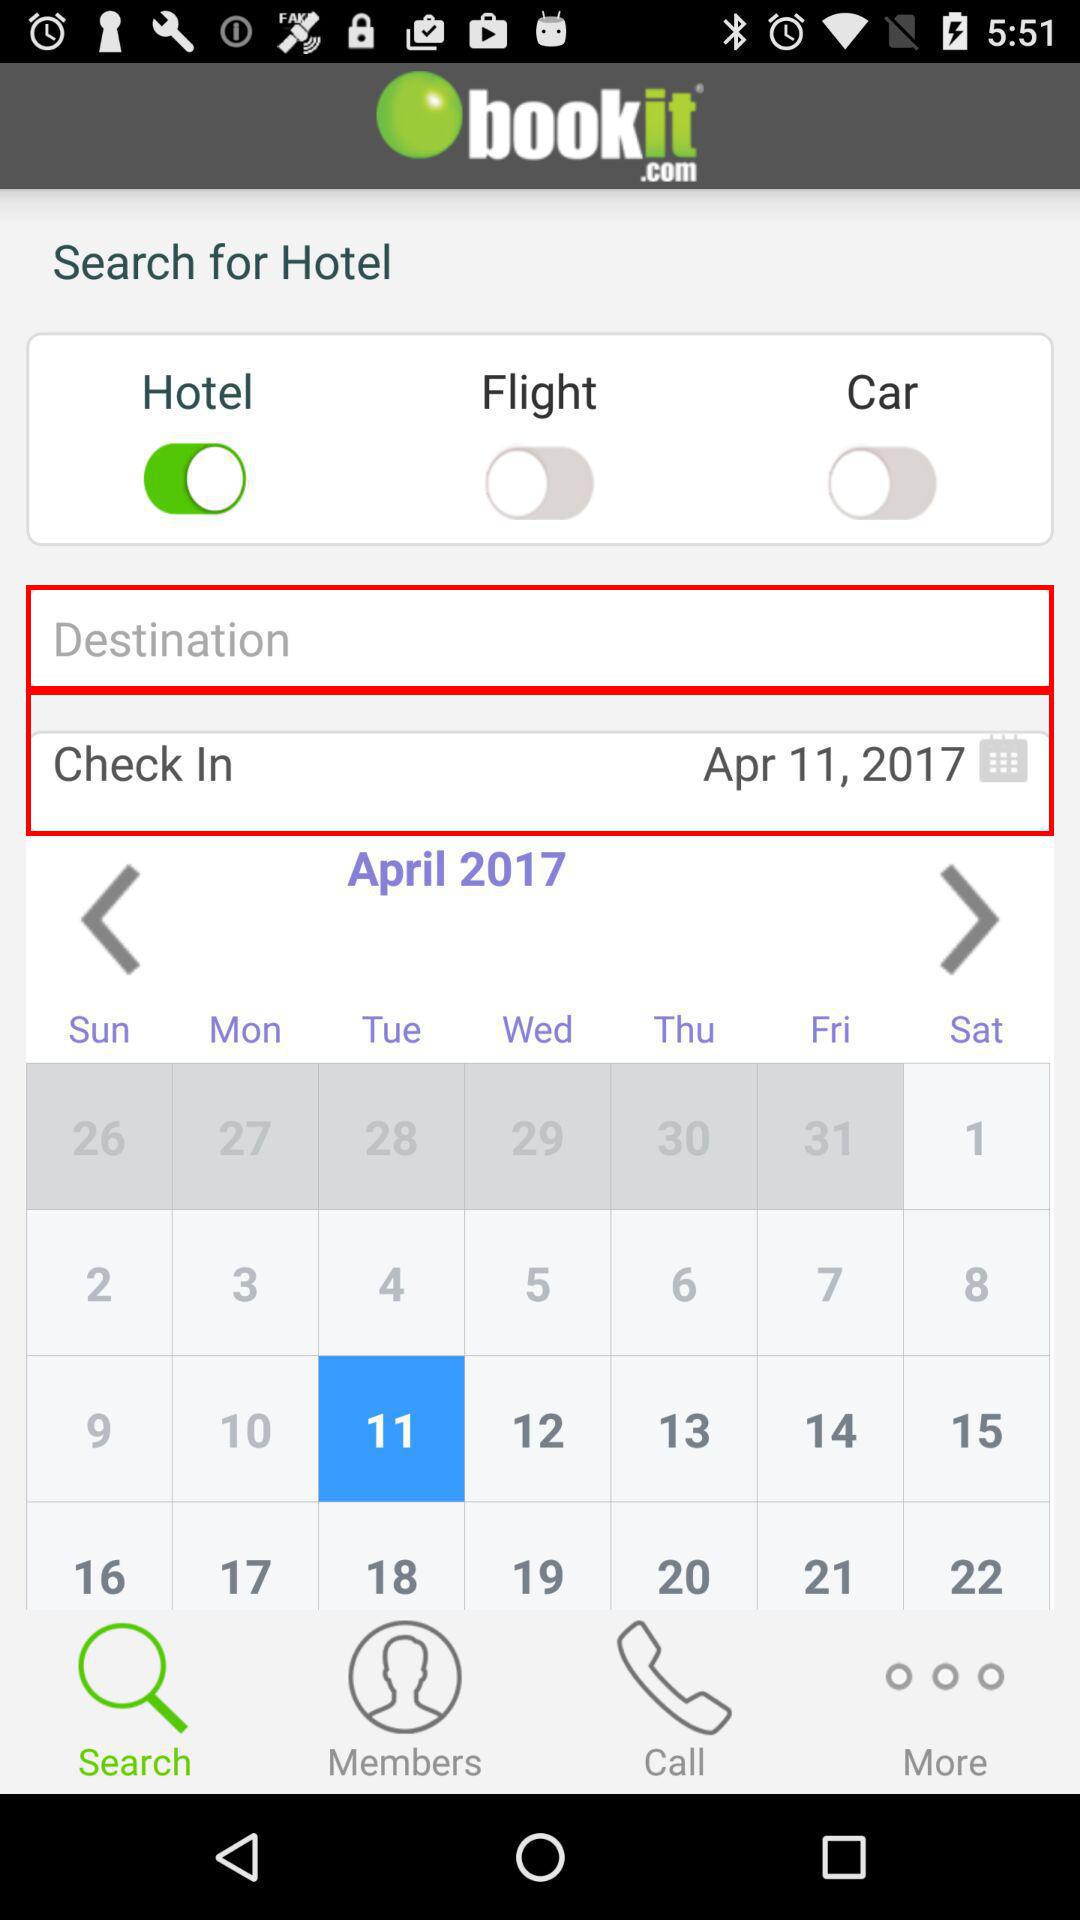 FAKE
5:51
bookit®
.com
Search for Hotel
Hotel Flight Car
Destination
Check In Apr 11, 2017
April 2017
Sun Mon Tue Wed Thu Fri Sat
26 27 28 29 30 31 1
2 3 4 5 6 7 8
9 10 11 12 13 14 15
16 17 18 19 20 21 22
Search Members Call More